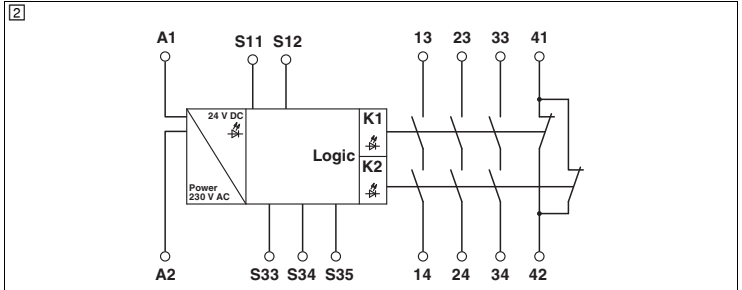 2
A1 S11 S12 13 23 33 41
24 V DC
K1
Logic
K2
Power
230 V AC
A2 S33 S34 S35 14 24 34 42